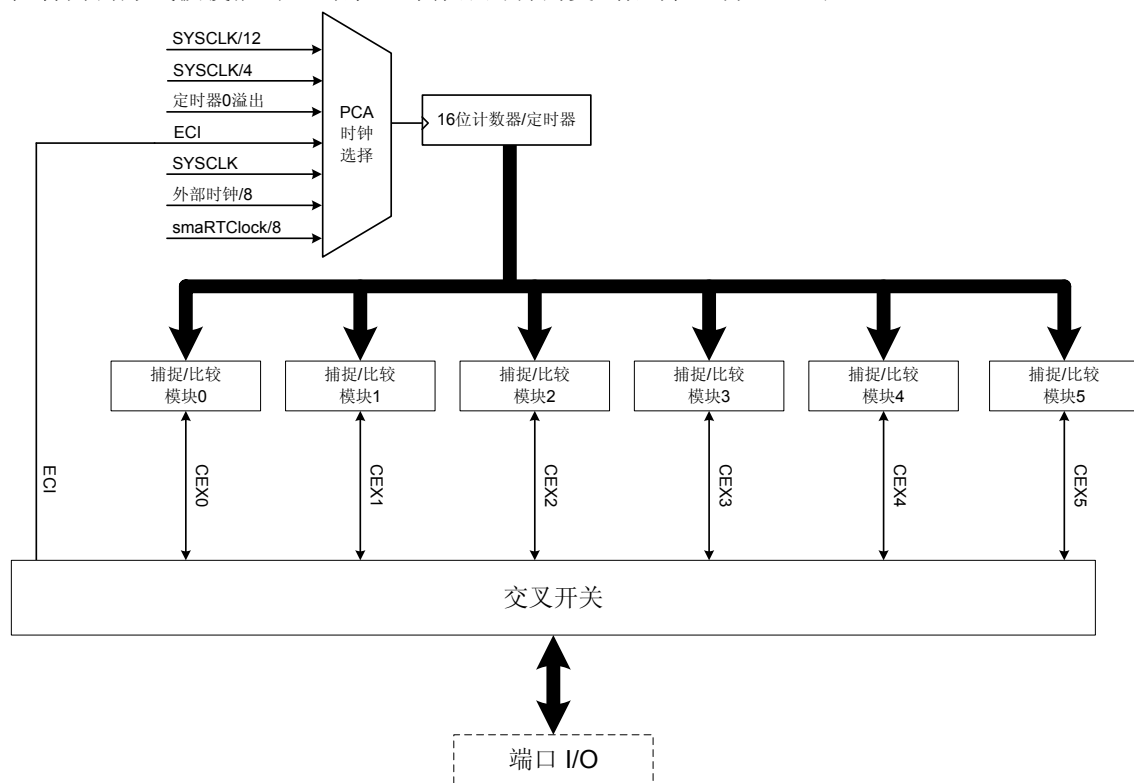 SYSCLK/12
SYSCLK/4
定时器0溢出
ECI
SYSCLK
外部时钟/8
smaRTClock/8
PCA
时钟
选择
16位计数器/定时器
捕捉/比较
模块0
捕捉/比较
模块1
捕捉/比较
模块2
捕捉/比较
模块3
捕捉/比较
模块4
捕捉/比较
模块5
ECI
CEX0
CEX1
CEX2
CEX3
CEX4
CEX5
交叉开关
端口 I/O